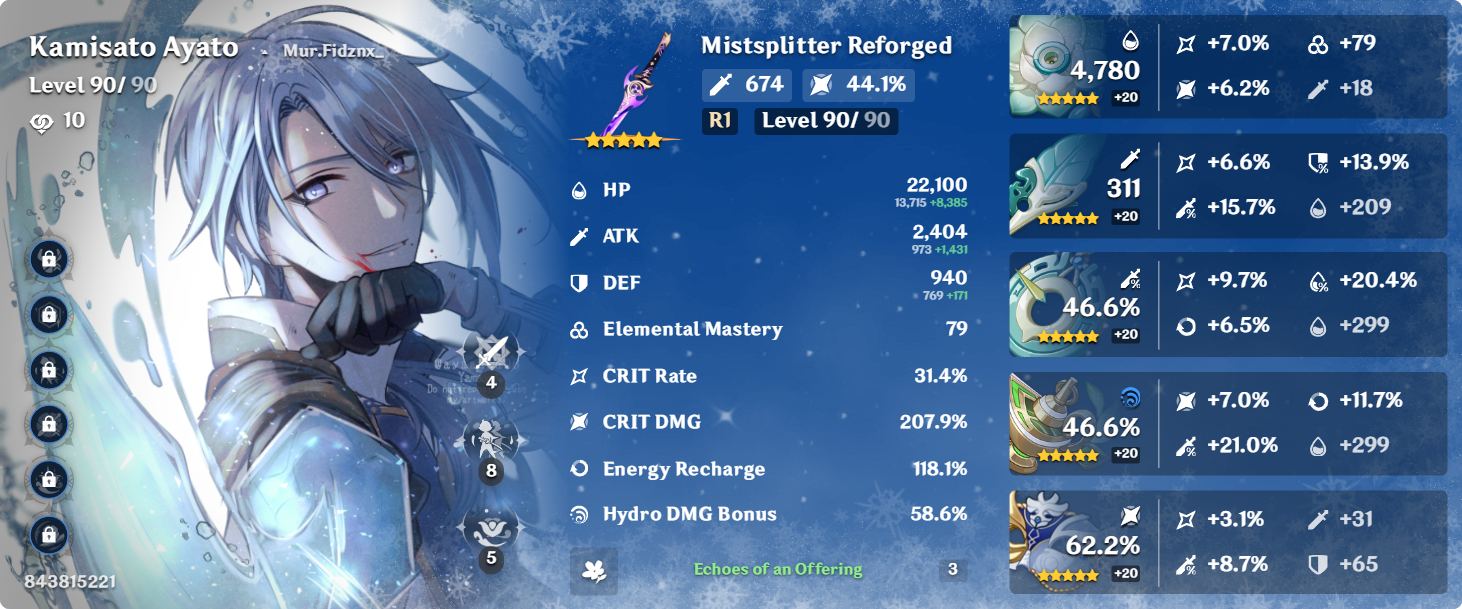 Kamisato Ayato - Mur.Fidznx_
Level 90/ 90
10
4
8
5
843815221
Mistsplitter Reforged
674 44.1%
R1 Level 90/ 90
HP 22,100
13,715 +8,385
ATK 2,404
973 +1,431
DEF 940
769 +171
Elemental Mastery 79
CRIT Rate 31.4%
CRIT DMG 207.9%
Energy Recharge 118.1%
Hydro DMG Bonus 58.6%
Echoes of an Offering 3
4,780
+20
+7.0% +79
+6.2% +18
311
+20
+6.6% +13.9%
+15.7% +209
46.6%
+20
+9.7% +20.4%
+6.5% +299
46.6%
+20
+7.0% +11.7%
+21.0% +299
62.2%
+20
+3.1% +31
+8.7% +65